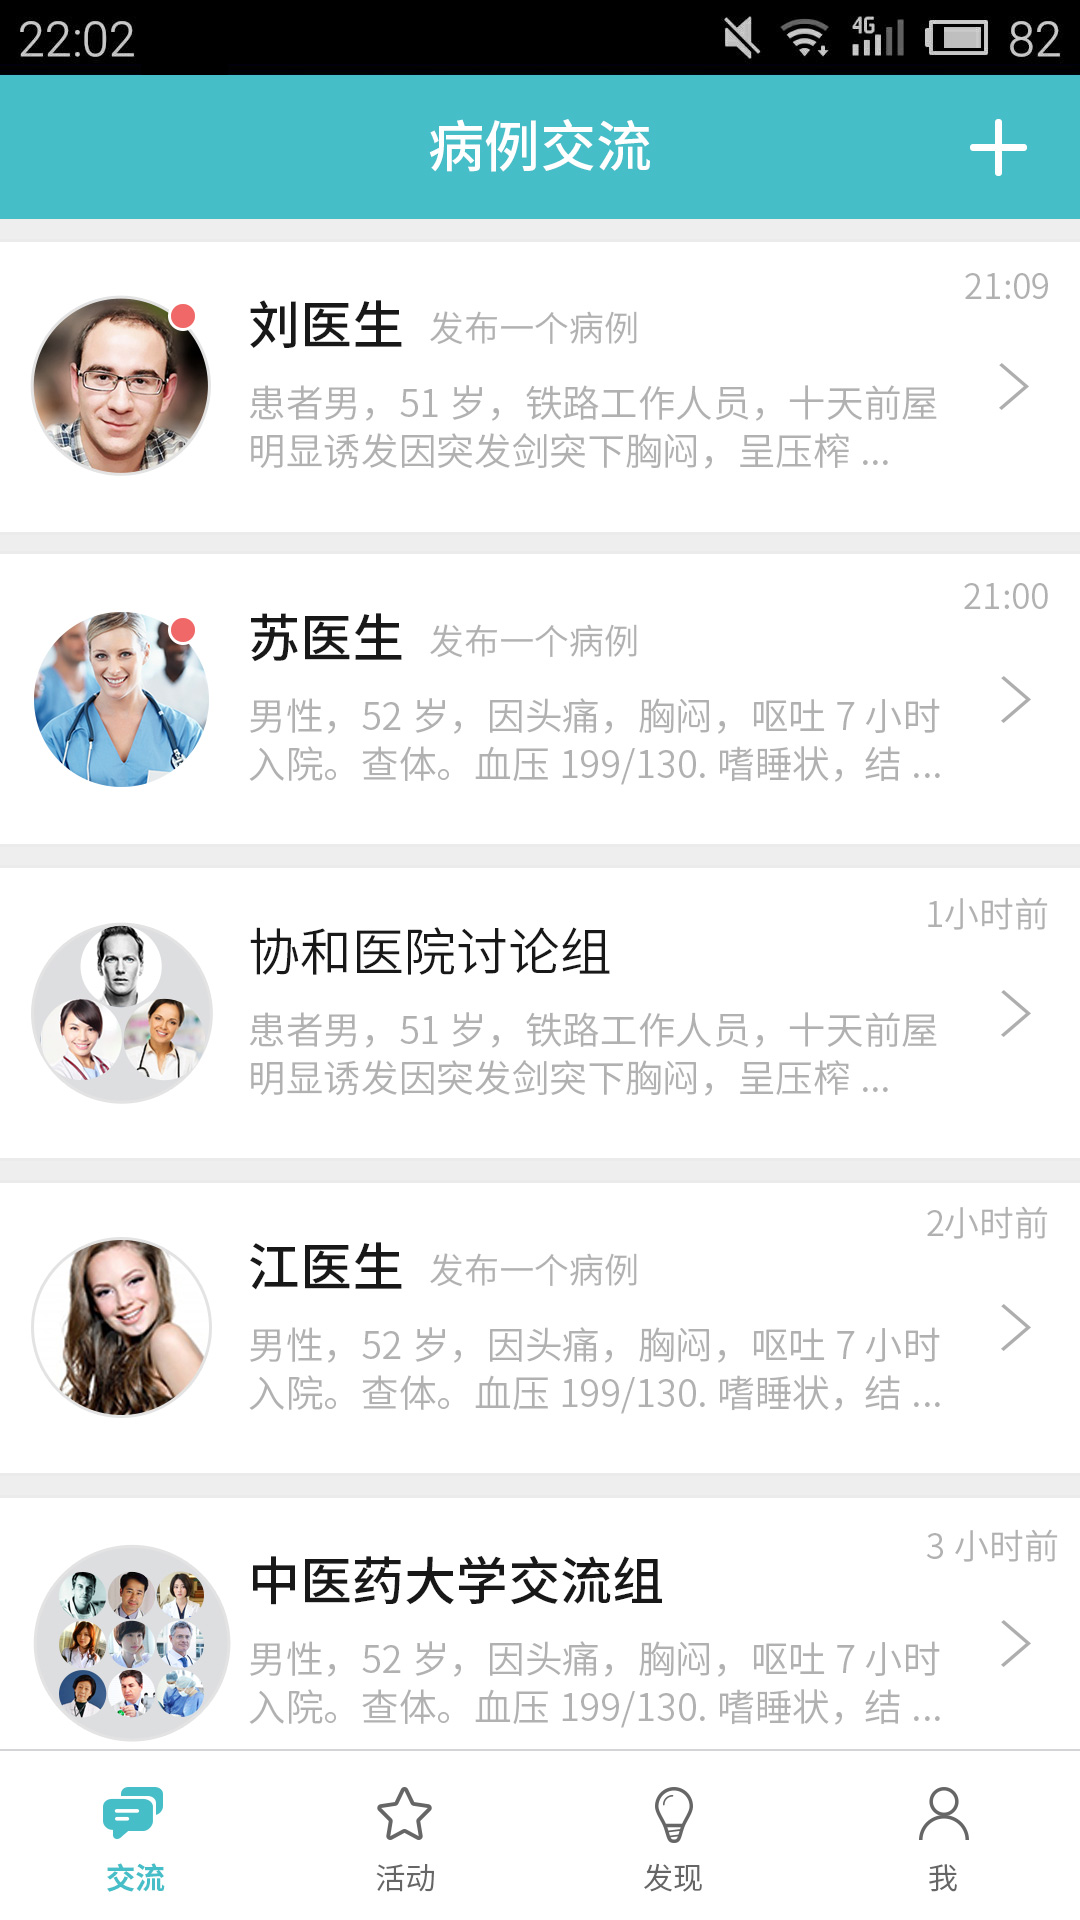 22:02
4G
82
病例交流
21:09
刘医生 发布一个病例
患者男，51 岁，铁路工作人员，十天前屋
明显诱发因突发剑突下胸闷，呈压榨 ...
21:00
苏医生 发布一个病例
男性，52 岁，因头痛，胸闷，呕吐 7 小时
入院。查体。血压 199/130. 嗜睡状，结 ...
1小时前
协和医院讨论组
患者男，51 岁，铁路工作人员，十天前屋
明显诱发因突发剑突下胸闷，呈压榨 ...
2小时前
江医生 发布一个病例
男性，52 岁，因头痛，胸闷，呕吐 7 小时
入院。查体。血压 199/130. 嗜睡状，结 ...
3 小时前
中医药大学交流组
男性，52 岁，因头痛，胸闷，呕吐 7 小时
入院。查体。血压 199/130. 嗜睡状，结 ...
交流
活动
发现
我